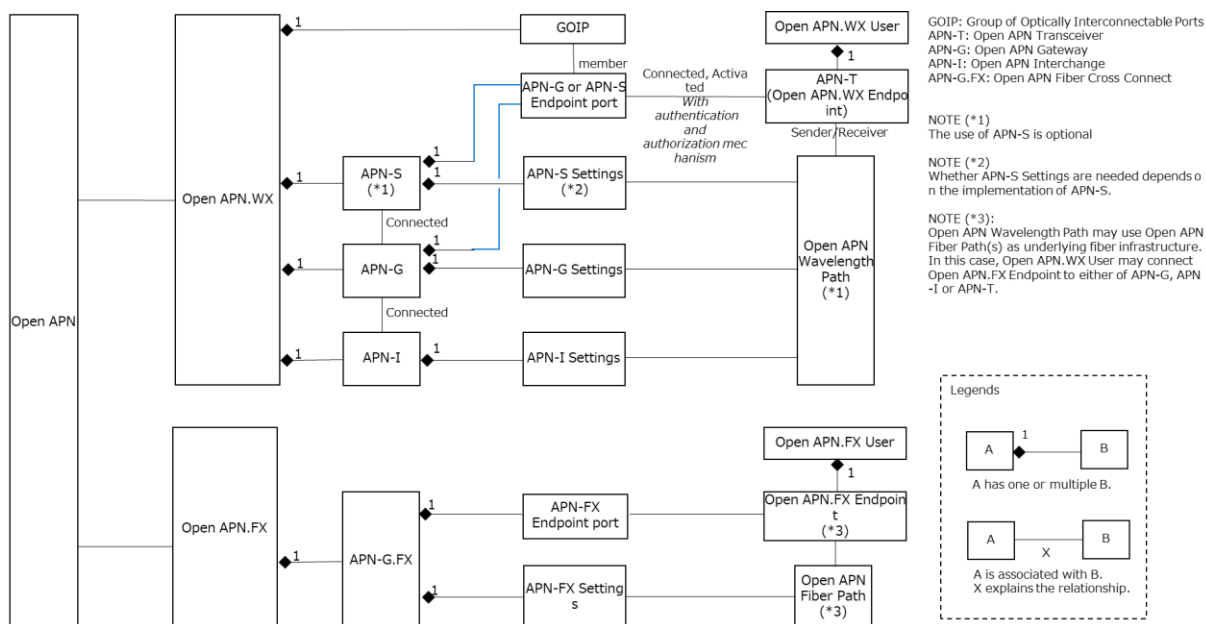 1
GOIP
Open APN.WX User
GOIP: Group of Optically Interconnectable Ports
APN-T: Open APN Transceiver
APN-G: Open APN Gateway
APN-I: Open APN Interchange
APN-G.FX: Open APN Fiber Cross Connect
member
1
APN-G or APN-S
Endpoint port
Connected, Activa
ted
With
authentication
and
authorization mec
hanism
APN-T
(Open APN.WX Endpo
int)
Sender/Receiver
NOTE (*1)
The use of APN-S is optional
NOTE (*2)
Whether APN-S Settings are needed depends o
n the implementation of APN-S.
NOTE (*3):
Open APN Wavelength Path may use Open APN
Fiber Path(s) as underlying fiber infrastructure.
In this case, Open APN.WX User may connect
Open APN.FX Endpoint to either of APN-G, APN
-I or APN-T.
Open APN
Open APN.WX
1
APN-S
(*1)
1
1
APN-S Settings
(*2)
Connected
1
APN-G
1
1
APN-G Settings
Open APN
Wavelength
Path
(*1)
Connected
1
APN-I
1
APN-I Settings
Open APN.FX
1
APN-G.FX
1
APN-FX
Endpoint port
Open APN.FX User
1
Open APN.FX Endpoin
t
(*3)
1
APN-FX Setting
s
Open APN
Fiber Path
(*3)
Legends
A
1
B
A has one or multiple B.
A
X
B
A is associated with B.
X explains the relationship.